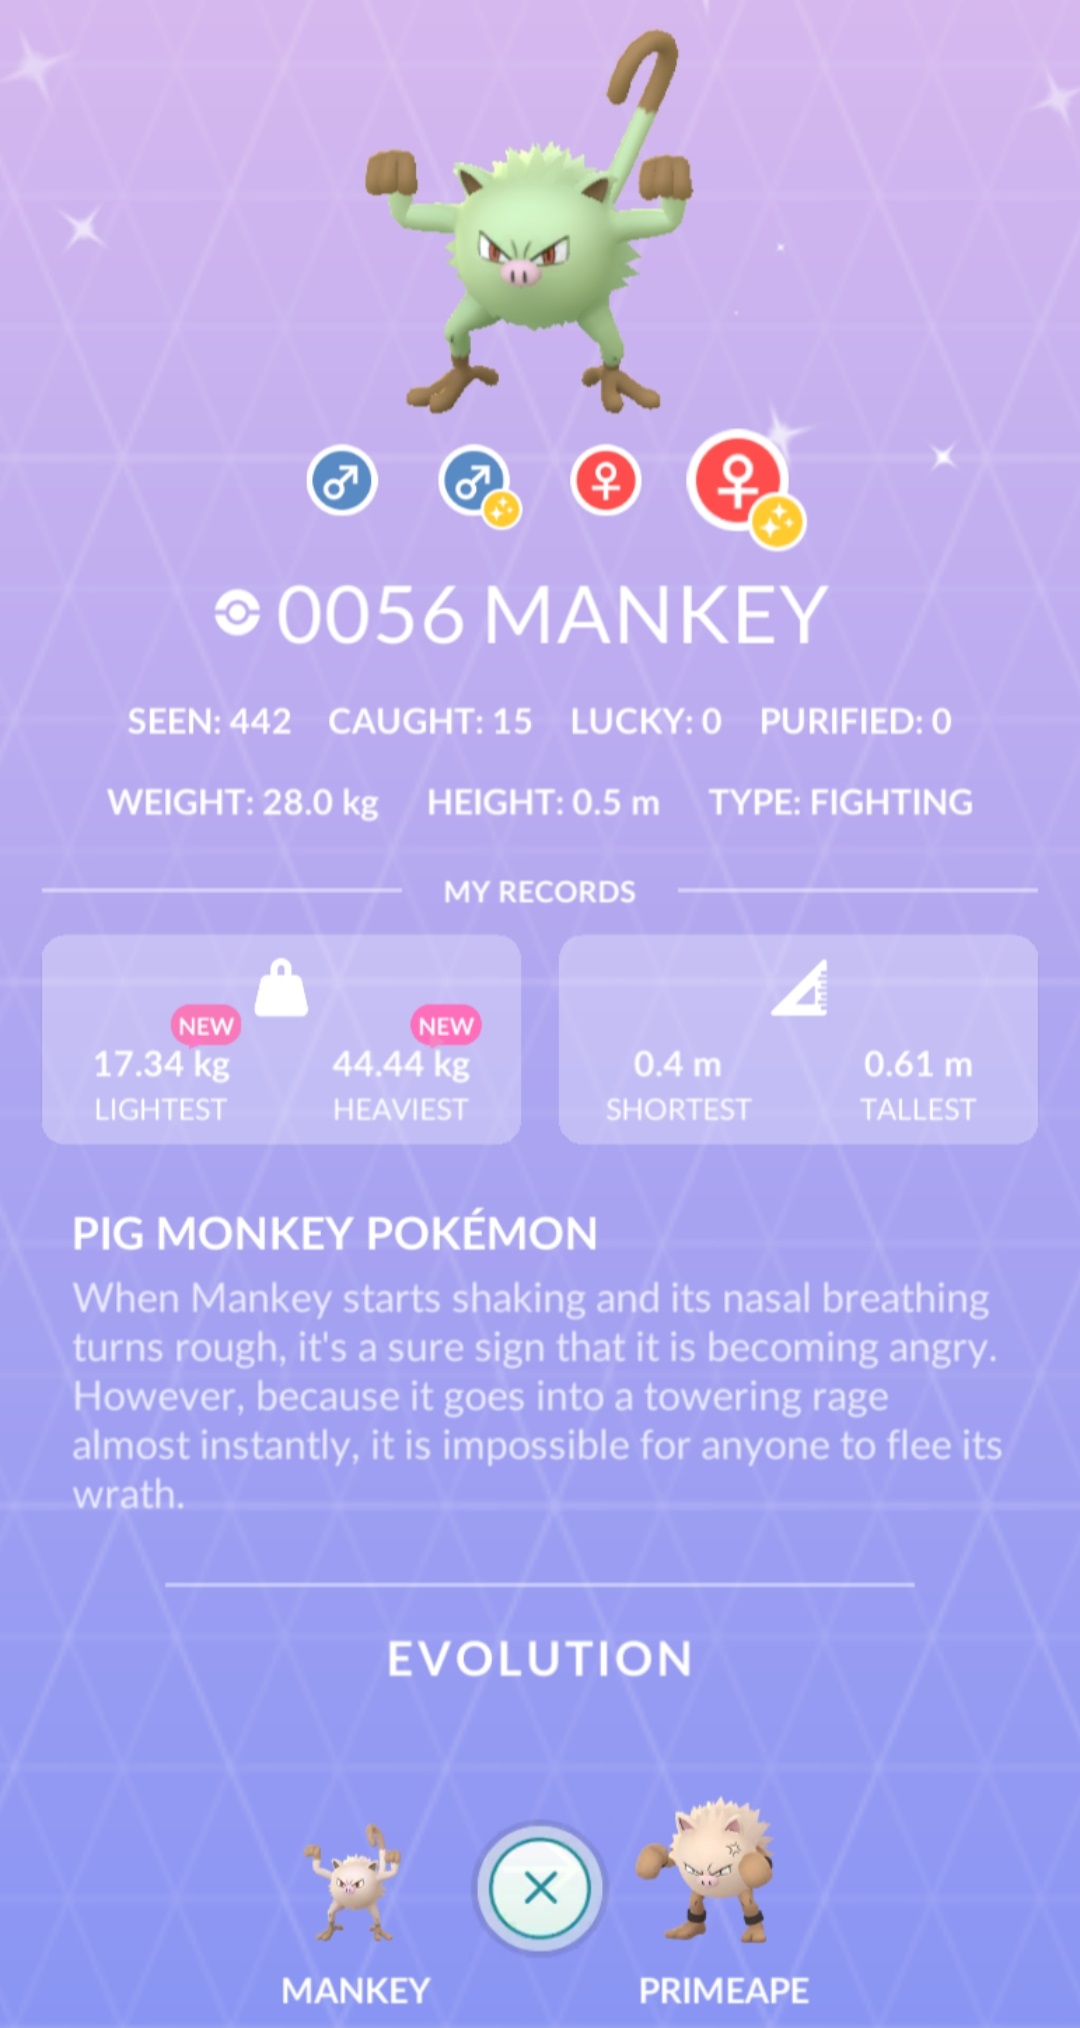 0056 MANKEY
SEEN: 442 CAUGHT: 15 LUCKY: 0 PURIFIED: 0
WEIGHT: 28.0 kg HEIGHT: 0.5 m TYPE: FIGHTING
MY RECORDS
NEW NEW
17.34 kg 44.44 kg 0.4 m 0.61 m
LIGHTEST HEAVIEST SHORTEST TALLEST
PIG MONKEY POKÉMON
When Mankey starts shaking and its nasal breathing
turns rough, it's a sure sign that it is becoming angry.
However, because it goes into a towering rage
almost instantly, it is impossible for anyone to flee its
wrath.
EVOLUTION
MANKEY PRIMEAPE